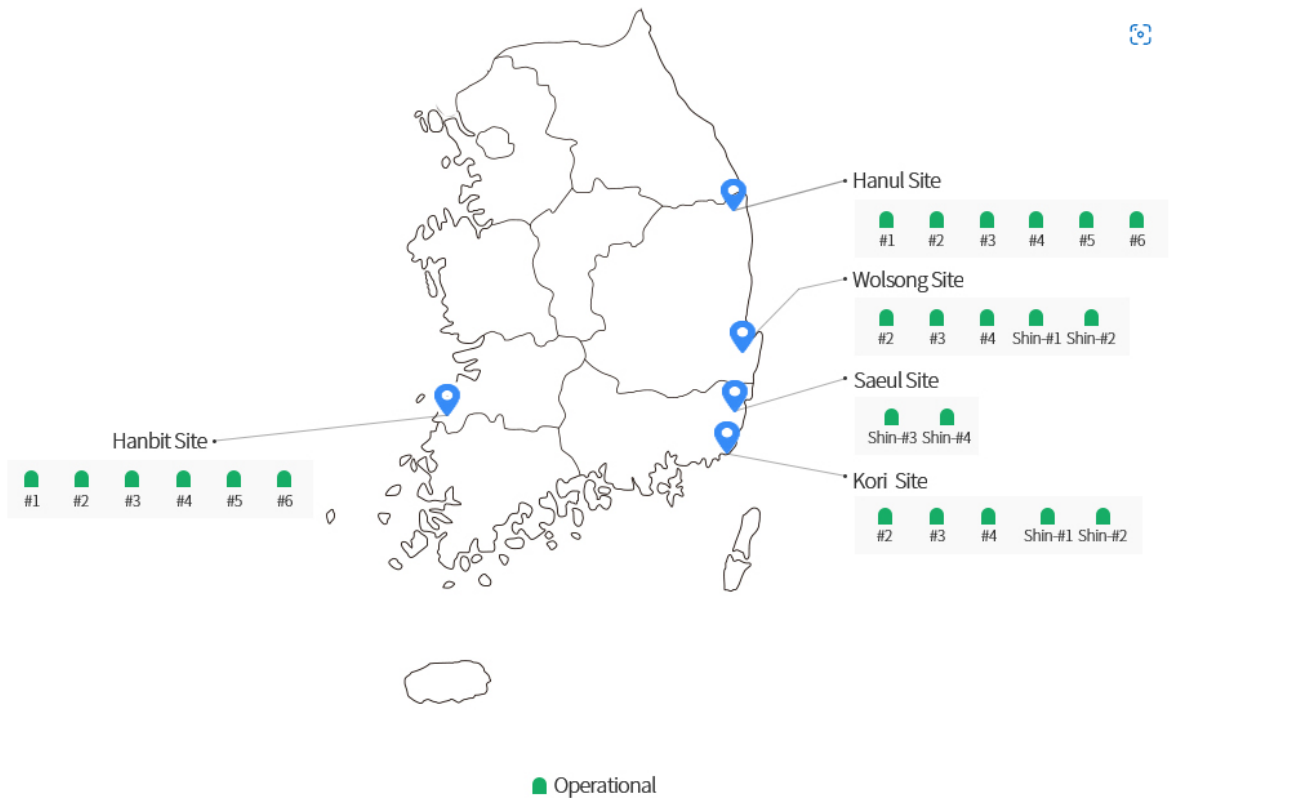 Hanul Site
#1 #2 #3 #4 #5 #6
Wolsong Site
#2 #3 #4 Shin-#1 Shin-#2
Saeul Site
Shin-#3 Shin-#4
Hanbit Site
#1 #2 #3 #4 #5 #6
Kori Site
#2 #3 #4 Shin-#1 Shin-#2
Operational